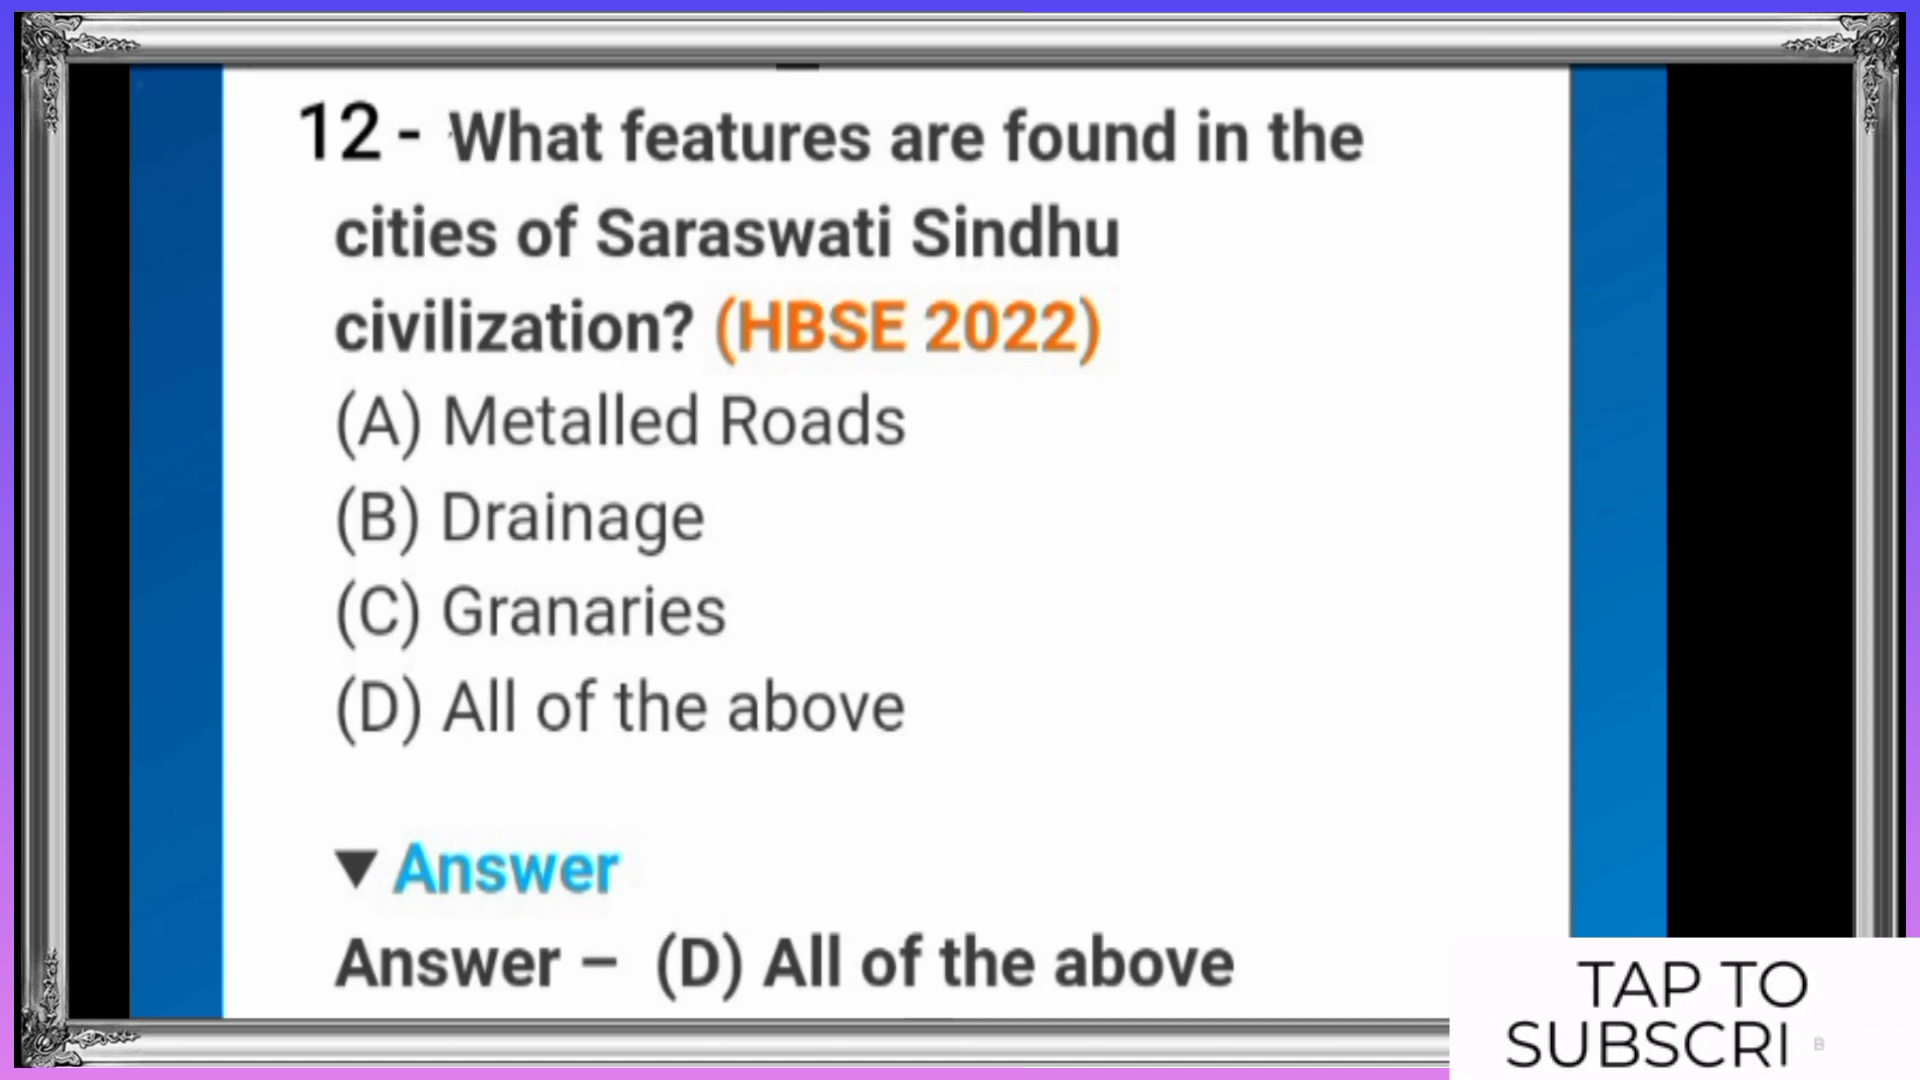 12 - What features are found in the
cities of Saraswati Sindhu
civilization? (HBSE 2022)
(A) Metalled Roads
(B) Drainage
(C) Granaries
(D) All of the above
▼ Answer
Answer – (D) All of the above
TAP TO
SUBSCRI B